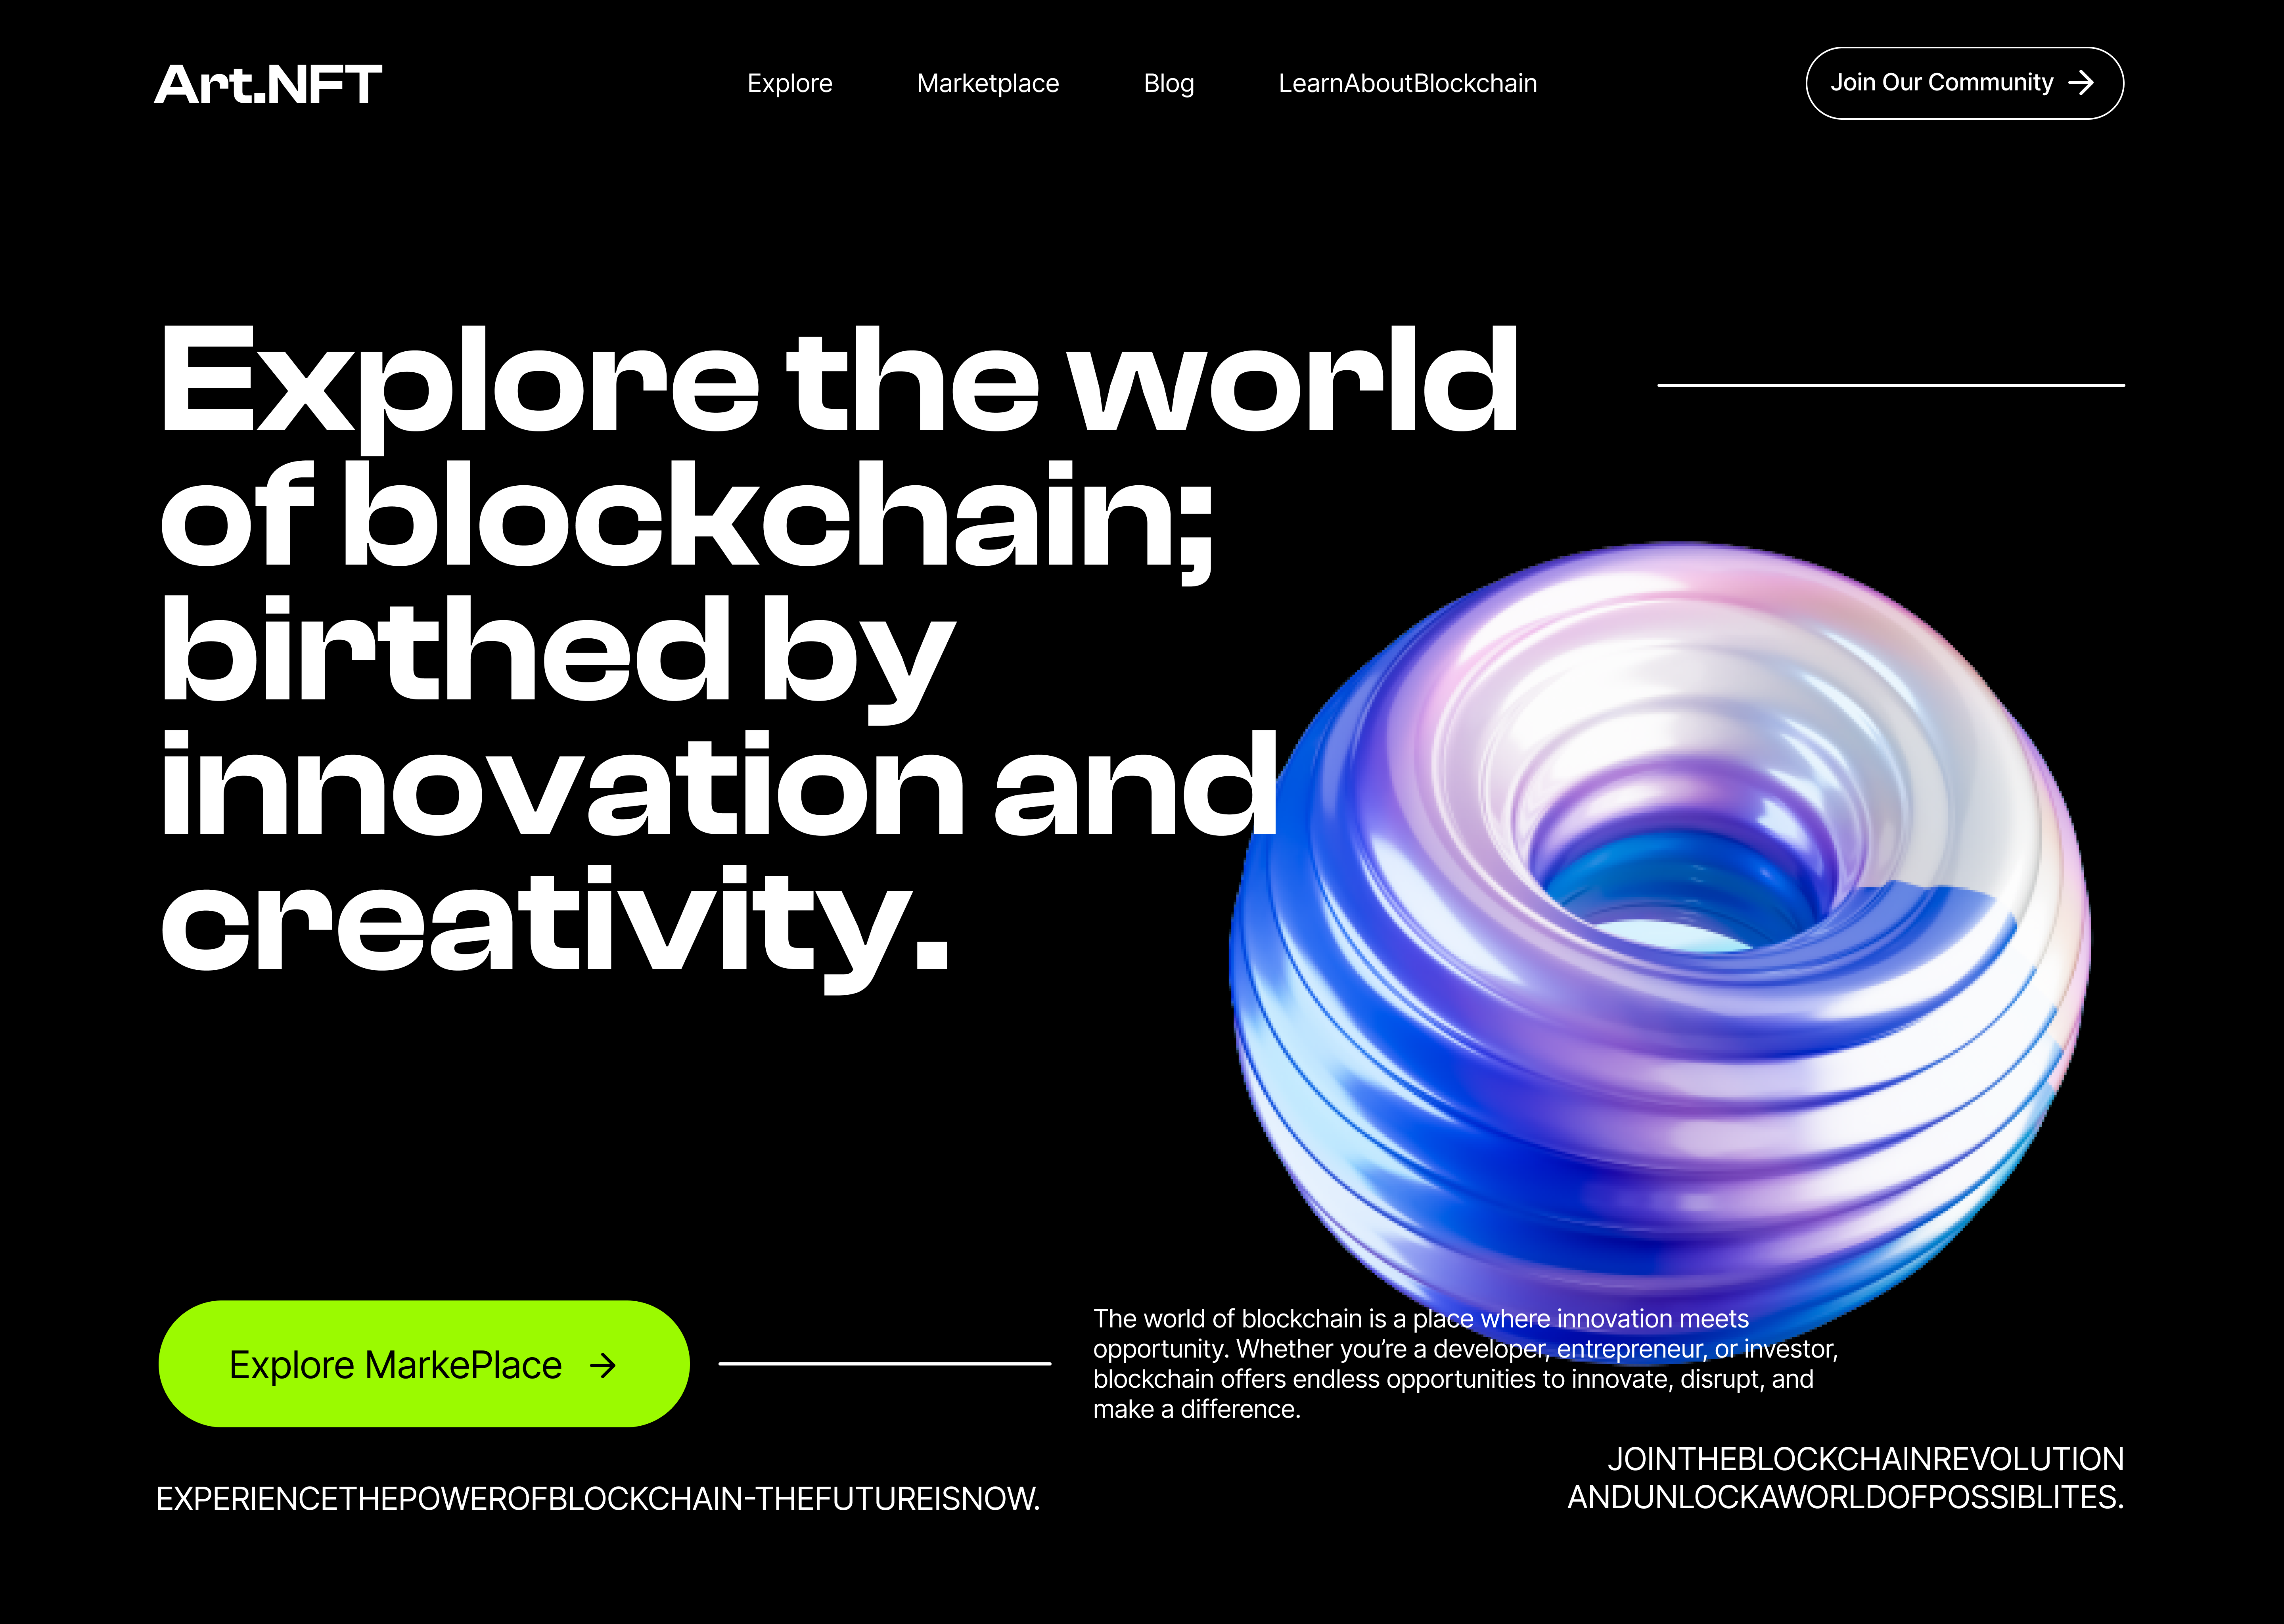 Art.NFT
Explore
Marketplace
Blog
LearnAboutBlockchain
Join Our Community
Explore the world
of blockchain;
birthed by
innovation and
creativity.
Explore MarkePlace
The world of blockchain is a place where innovation meets
opportunity. Whether you’re a developer, entrepreneur, or investor,
blockchain offers endless opportunities to innovate, disrupt, and
make a difference.
EXPERIENCETHEPOWEROFBLOCKCHAIN-THEFUTUREISNOW.
JOINTHEBLOCKCHAINREVOLUTION
ANDUNLOCKAWORLDOFPOSSIBLITES.